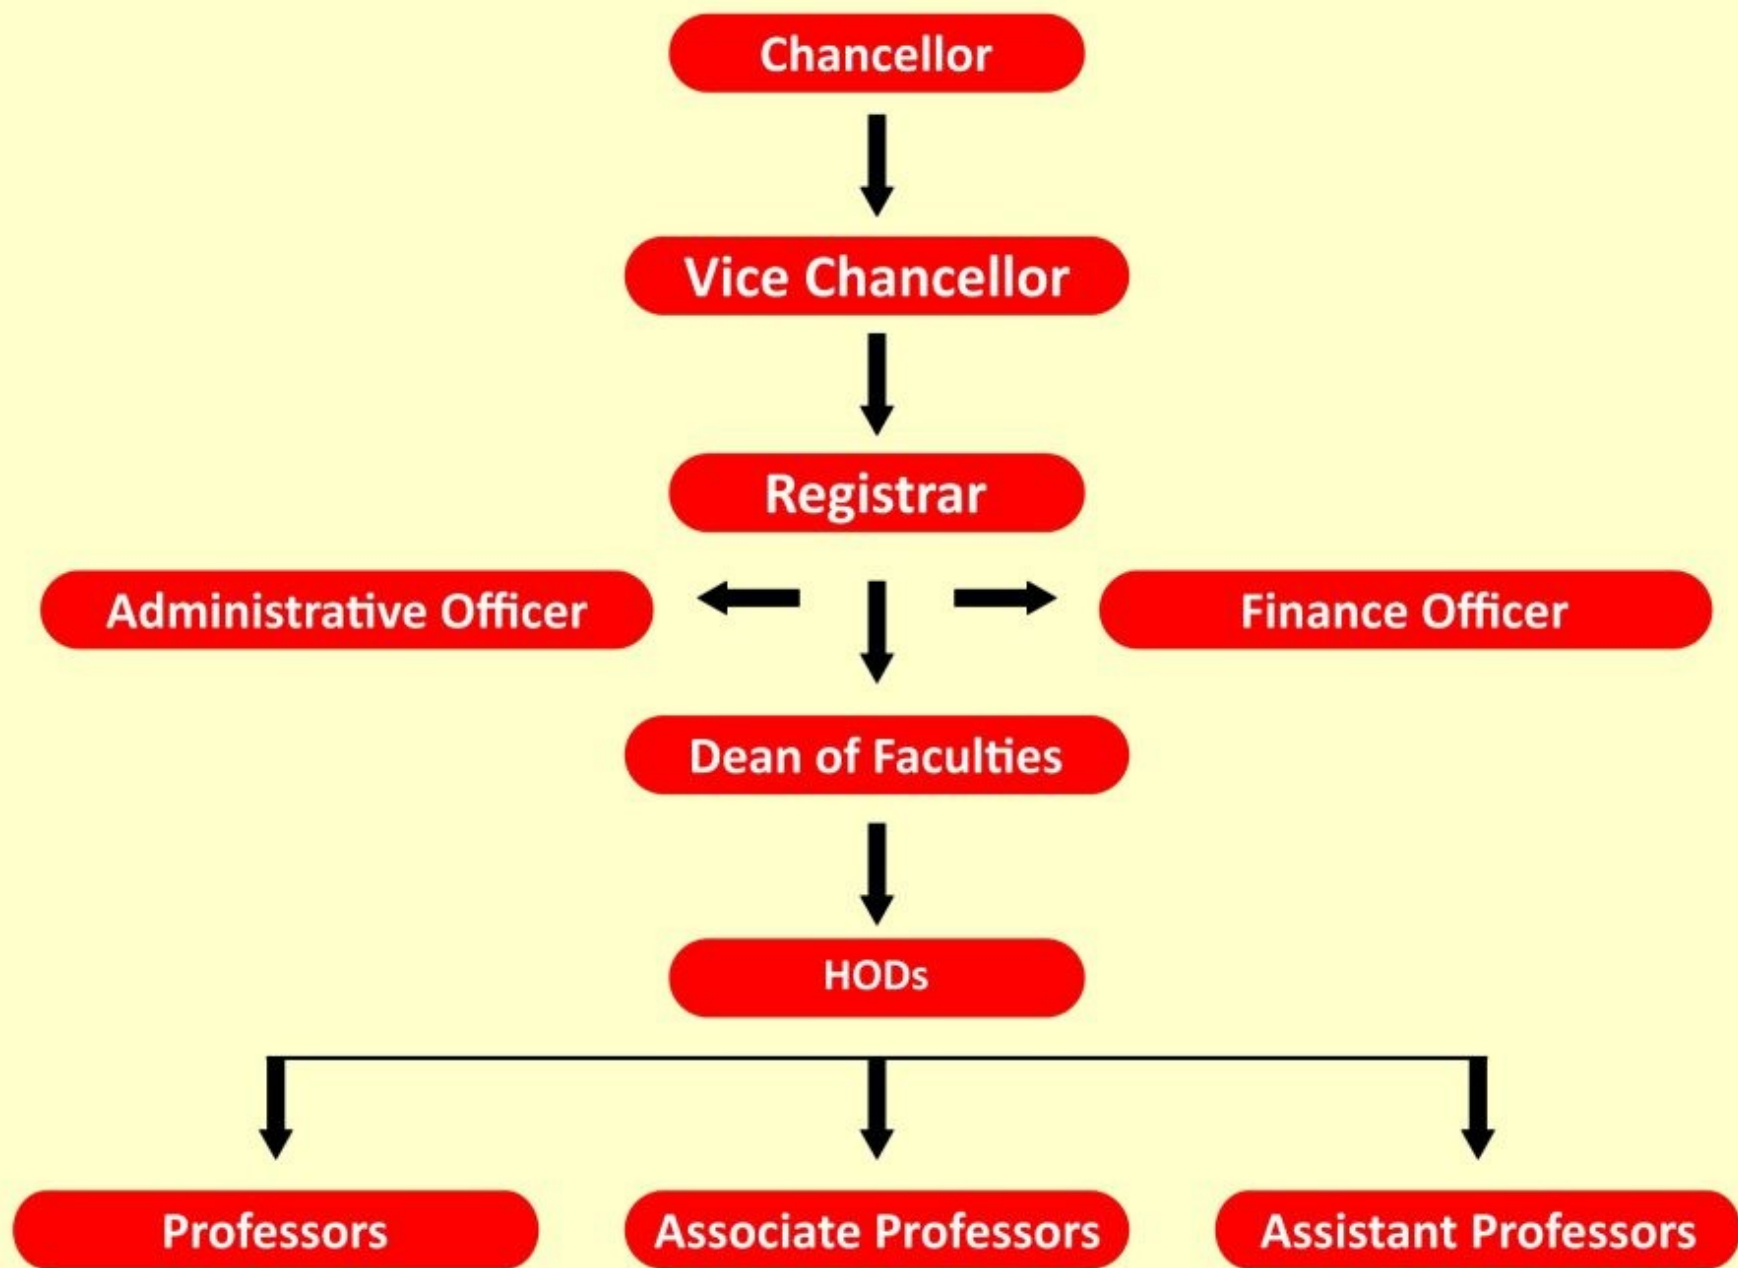 Chancellor
Vice Chancellor
Registrar
Administrative Officer
Finance Officer
Dean of Faculties
HODs
Professors
Associate Professors
Assistant Professors